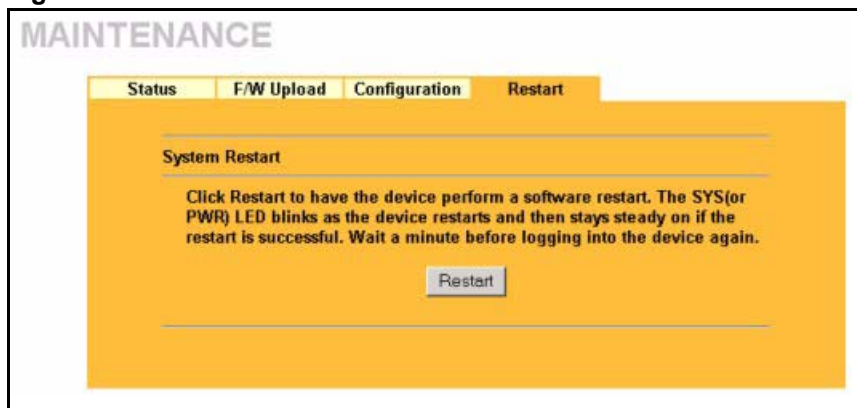 MAINTENANCE
Status F/W Upload Configuration Restart
System Restart
Click Restart to have the device perform a software restart. The SYS(or
PWR) LED blinks as the device restarts and then stays steady on if the
restart is successful. Wait a minute before logging into the device again.
Restart